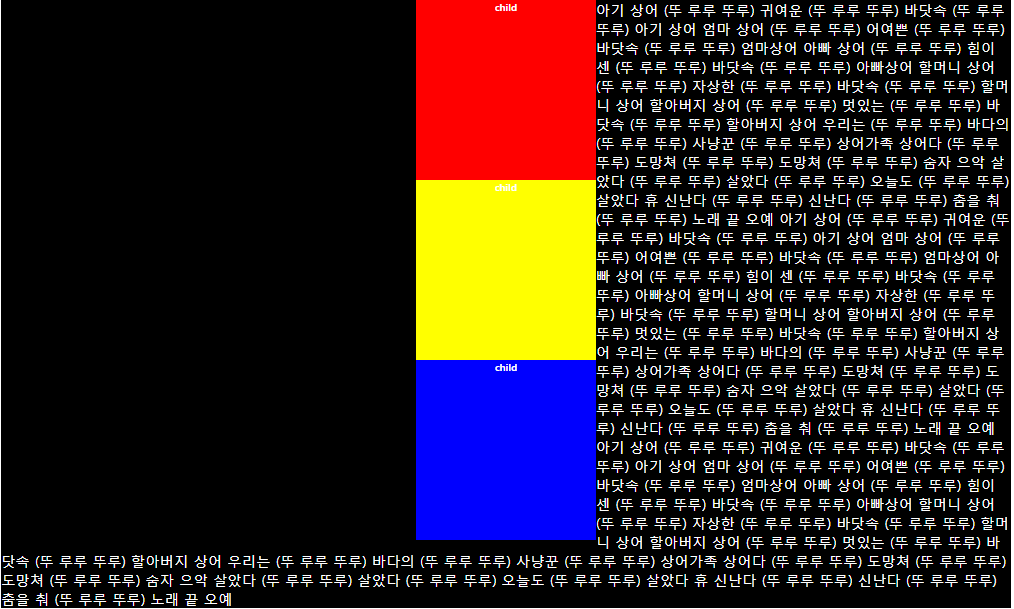 child
아기 상어 (뚜 루루 뚜루) 귀여운 (뚜 루루 뚜루) 바닷속 (뚜 루루
뚜루) 아기 상어 엄마 상어 (뚜 루루 뚜루) 어여쁜 (뚜 루루 뚜루)
바닷속 (뚜 루루 뚜루) 엄마상어 아빠 상어 (뚜 루루 뚜루) 힘이
센 (뚜 루루 뚜루) 바닷속 (뚜 루루 뚜루) 아빠상어 할머니 상어
(뚜 루루 뚜루) 자상한 (뚜 루루 뚜루) 바닷속 (뚜 루루 뚜루) 할머
니 상어 할아버지 상어 (뚜 루루 뚜루) 멋있는 (뚜 루루 뚜루) 바
닷속 (뚜 루루 뚜루) 할아버지 상어 우리는 (뚜 루루 뚜루) 바다의
(뚜 루루 뚜루) 사냥꾼 (뚜 루루 뚜루) 상어가족 상어다 (뚜 루루
뚜루) 도망쳐 (뚜 루루 뚜루) 도망쳐 (뚜 루루 뚜루) 숨자 으악 살
았다 (뚜 루루 뚜루) 살았다 (뚜 루루 뚜루) 오늘도 (뚜 루루 뚜루)
child
살았다 휴 신난다 (뚜 루루 뚜루) 신난다 (뚜 루루 뚜루) 춤을 춰
(뚜 루루 뚜루) 노래 끝 오예 아기 상어 (뚜 루루 뚜루) 귀여운 (뚜
루루 뚜루) 바닷속 (뚜 루루 뚜루) 아기 상어 엄마 상어 (뚜 루루
뚜루) 어여쁜 (뚜 루루 뚜루) 바닷속 (뚜 루루 뚜루) 엄마상어 아
빠 상어 (뚜 루루 뚜루) 힘이 센 (뚜 루루 뚜루) 바닷속 (뚜 루루
뚜루) 아빠상어 할머니 상어 (뚜 루루 뚜루) 자상한 (뚜 루루 뚜
루) 바닷속 (뚜 루루 뚜루) 할머니 상어 할아버지 상어 (뚜 루루
뚜루) 멋있는 (뚜 루루 뚜루) 바닷속 (뚜 루루 뚜루) 할아버지 상
어 우리는 (뚜 루루 뚜루) 바다의 (뚜 루루 뚜루) 사냥꾼 (뚜 루루
child
뚜루) 상어가족 상어다 (뚜 루루 뚜루) 도망쳐 (뚜 루루 뚜루) 도
망쳐 (뚜 루루 뚜루) 숨자 으악 살았다 (뚜 루루 뚜루) 살았다 (뚜
루루 뚜루) 오늘도 (뚜 루루 뚜루) 살았다 휴 신난다 (뚜 루루 뚜
루) 신난다 (뚜 루루 뚜루) 춤을 춰 (뚜 루루 뚜루) 노래 끝 오예
아기 상어 (뚜 루루 뚜루) 귀여운 (뚜 루루 뚜루) 바닷속 (뚜 루루
뚜루) 아기 상어 엄마 상어 (뚜 루루 뚜루) 어여쁜 (뚜 루루 뚜루)
바닷속 (뚜 루루 뚜루) 엄마상어 아빠 상어 (뚜 루루 뚜루) 힘이
센 (뚜 루루 뚜루) 바닷속 (뚜 루루 뚜루) 아빠상어 할머니 상어
(뚜 루루 뚜루) 자상한 (뚜 루루 뚜루) 바닷속 (뚜 루루 뚜루) 할머
니 상어 할아버지 상어 (뚜 루루 뚜루) 멋있는 (뚜 루루 뚜루) 바
닷속 (뚜 루루 뚜루) 할아버지 상어 우리는 (뚜 루루 뚜루) 바다의 (뚜 루루 뚜루) 사냥꾼 (뚜 루루 뚜루) 상어가족 상어다 (뚜 루루 뚜루) 도망쳐 (뚜 루루 뚜루)
도망쳐 (뚜 루루 뚜루) 숨자 으악 살았다 (뚜 루루 뚜루) 살았다 (뚜 루루 뚜루) 오늘도 (뚜 루루 뚜루) 살았다 휴 신난다 (뚜 루루 뚜루) 신난다 (뚜 루루 뚜루)
춤을 춰 (뚜 루루 뚜루) 노래 끝 오예